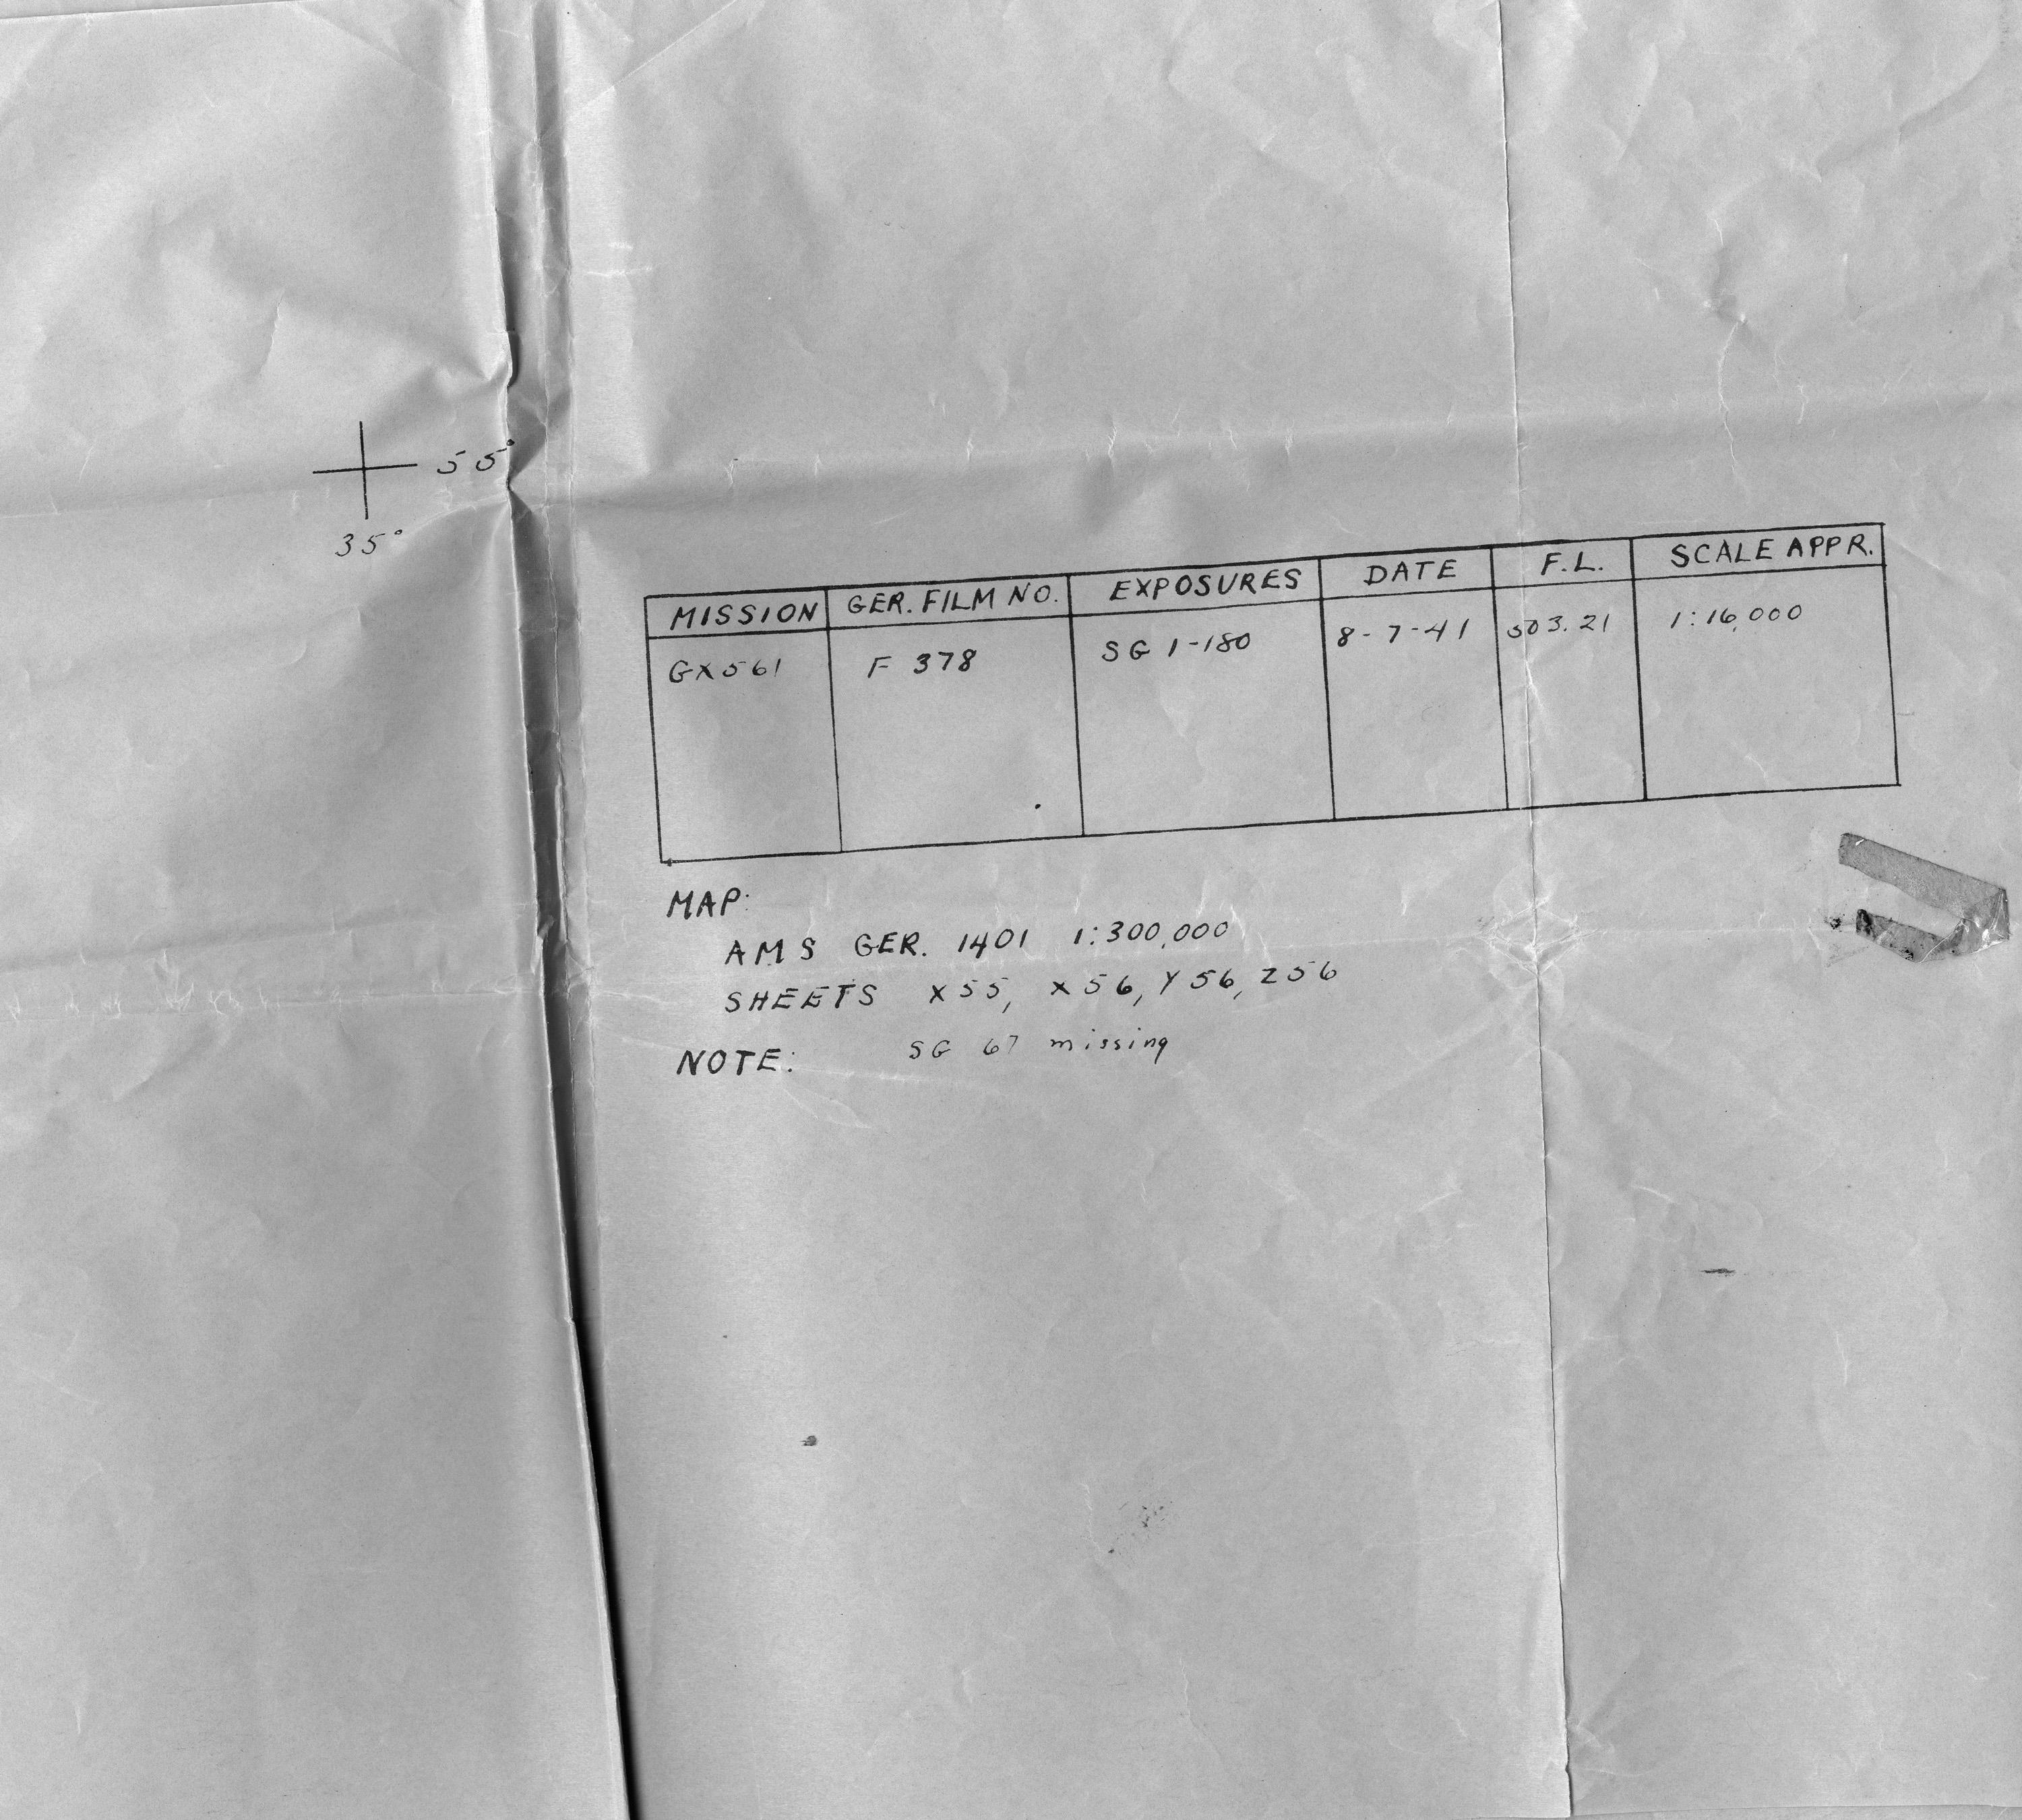 55°
35°
MISSION GER. FILM NO. EXPOSURES DATE F.L. SCALE APPR.
GX561 F 378 SG 1-180 8-7-41 503.21 1:16,000
MAP:
AMS GER. 1401 1:300,000
SHEETS X55, X56, Y56, Z56
NOTE: SG 67 missing